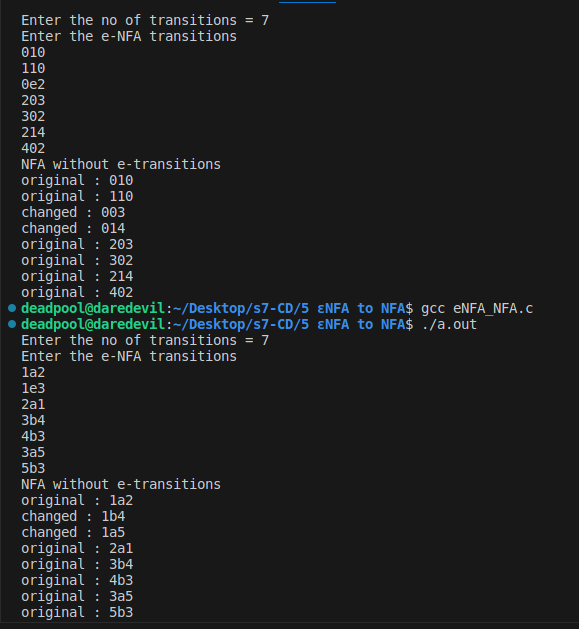 Enter the no of transitions = 7
Enter the e-NFA transitions
010
110
0e2
203
302
214
402
NFA without e-transitions
original : 010
original : 110
changed : 003
changed : 014
original : 203
original : 302
original : 214
original : 402
deadpool@daredevil:~/Desktop/s7-CD/5 εNFA to NFA$ gcc eNFA_NFA.c
deadpool@daredevil:~/Desktop/s7-CD/5 εNFA to NFA$ ./a.out
Enter the no of transitions = 7
Enter the e-NFA transitions
1a2
1e3
2a1
3b4
4b3
3a5
5b3
NFA without e-transitions
original : 1a2
changed : 1b4
changed : 1a5
original : 2a1
original : 3b4
original : 4b3
original : 3a5
original : 5b3